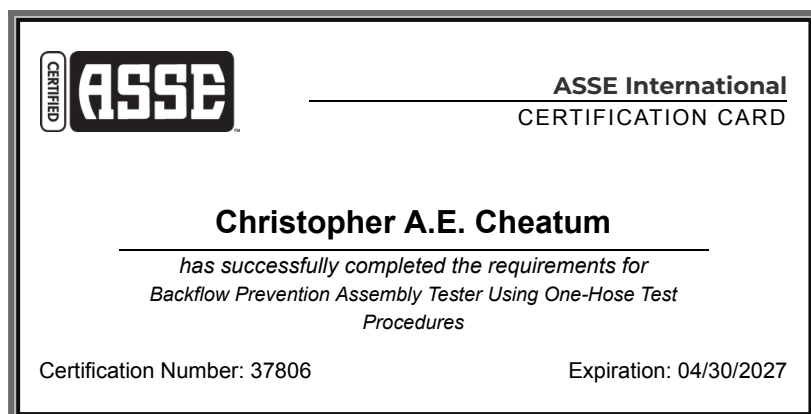 CERTIFIED
ASSE
™
ASSE International
CERTIFICATION CARD
Christopher A.E. Cheatum
has successfully completed the requirements for
Backflow Prevention Assembly Tester Using One-Hose Test
Procedures
Certification Number: 37806
Expiration: 04/30/2027